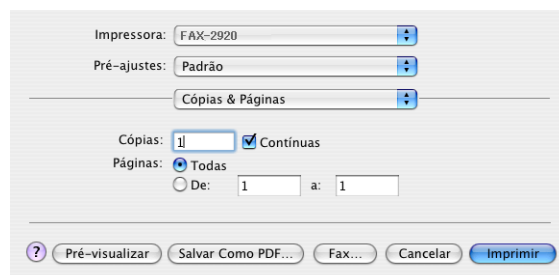 Impressora: FAX-2920
Pré-ajustes: Padrão
Cópias & Páginas
Cópias: 1 Contínuas
Páginas: Todas
De: 1 a: 1
? Pré-visualizar Salvar Como PDF... Fax... Cancelar Imprimir